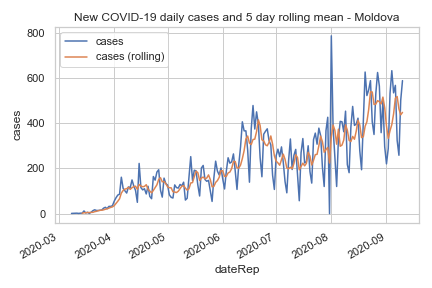 New COVID-19 daily cases and 5 day rolling mean - Moldova
cases
cases (rolling)
800
600
400
200
0
cases
2020-03
2020-04
2020-05
2020-06
2020-07
2020-08
2020-09
dateRep